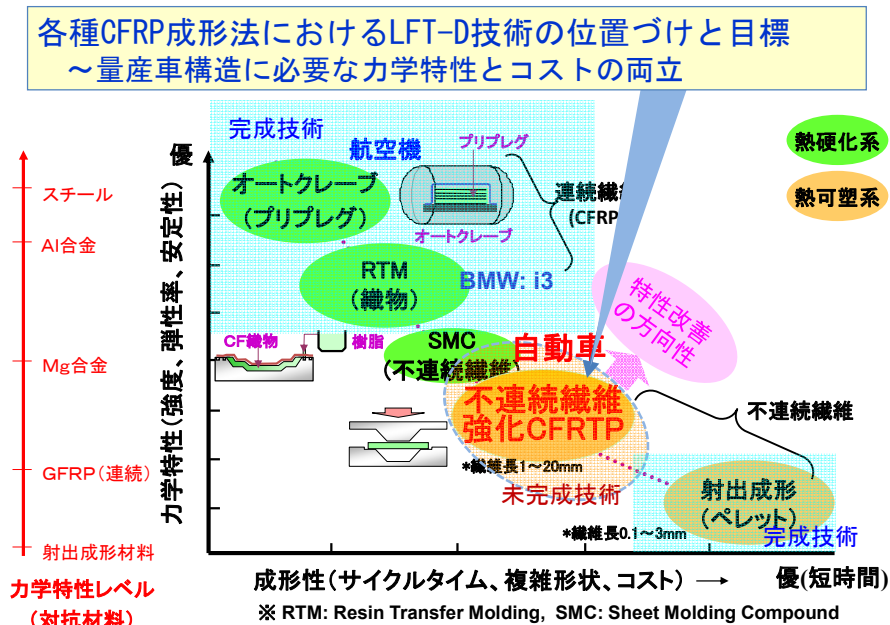 各種CFRP成形法におけるLFT-D技術の位置づけと目標
～量産車構造に必要な力学特性とコストの両立
完成技術
航空機
プリプレグ
熱硬化系
優
スチール
オートクレーブ
(プリプレグ)
連続繊維
(CFRP
熱可塑系
オートクレーブ
Al合金
RTM
(織物)
BMW: i3
特性改善
の方向性
力学特性(強度、弾性率、安定性)
CF織物
樹脂
SMC
(不連続繊維)
自動車
Mg合金
不連続繊維
強化CFRTP
不連続繊維
*繊維長1～20mm
GFRP(連続)
未完成技術
射出成形
(ペレット)
*繊維長0.1～3mm
完成技術
射出成形材料
力学特性レベル
(対抗材料)
成形性(サイクルタイム、複雑形状、コスト) → 優(短時間)
※ RTM: Resin Transfer Molding, SMC: Sheet Molding Compound